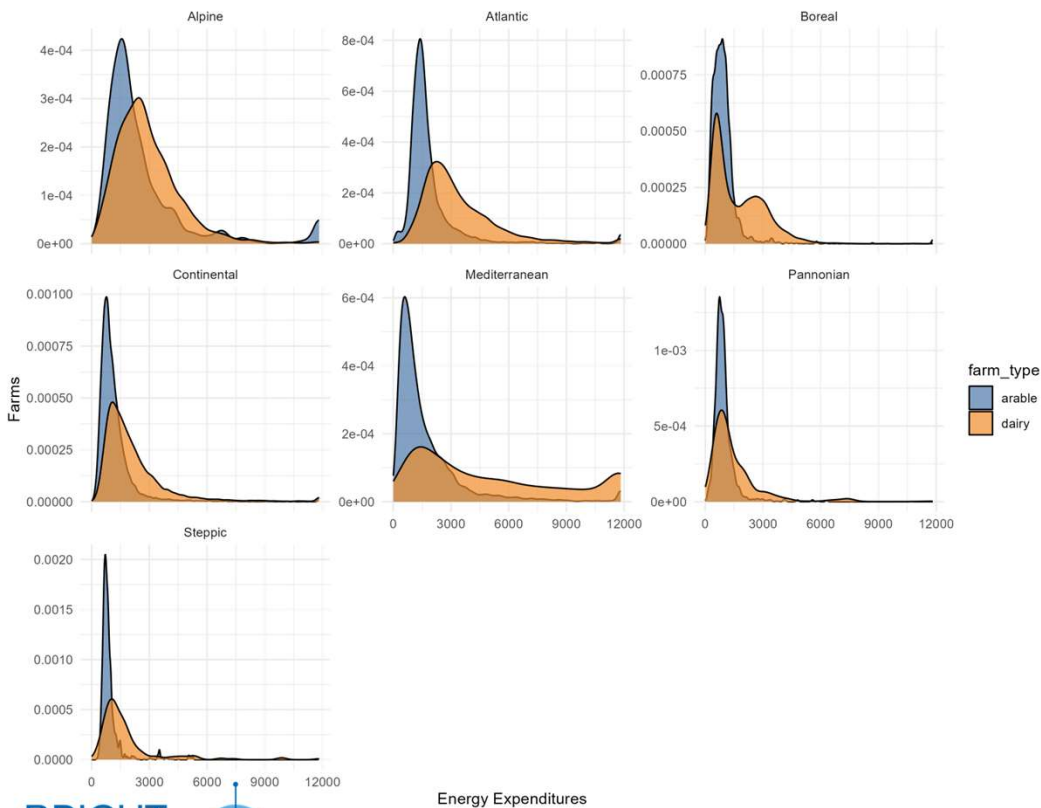 Alpine
Atlantic
Boreal
4e-04
3e-04
2e-04
1e-04
0e+00
8e-04
6e-04
4e-04
2e-04
0e+00
0.00075
0.00050
0.00025
0.00000
Continental
Mediterranean
Pannonian
0.00100
0.00075
0.00050
0.00025
0.00000
6e-04
4e-04
2e-04
0e+00
0 3000 6000 9000 12000
1e-03
5e-04
0e+00
0 3000 6000 9000 12000
Farms
farm_type
arable
dairy
Steppic
0.0020
0.0015
0.0010
0.0005
0.0000
0 3000 6000 9000 12000
Energy Expenditures